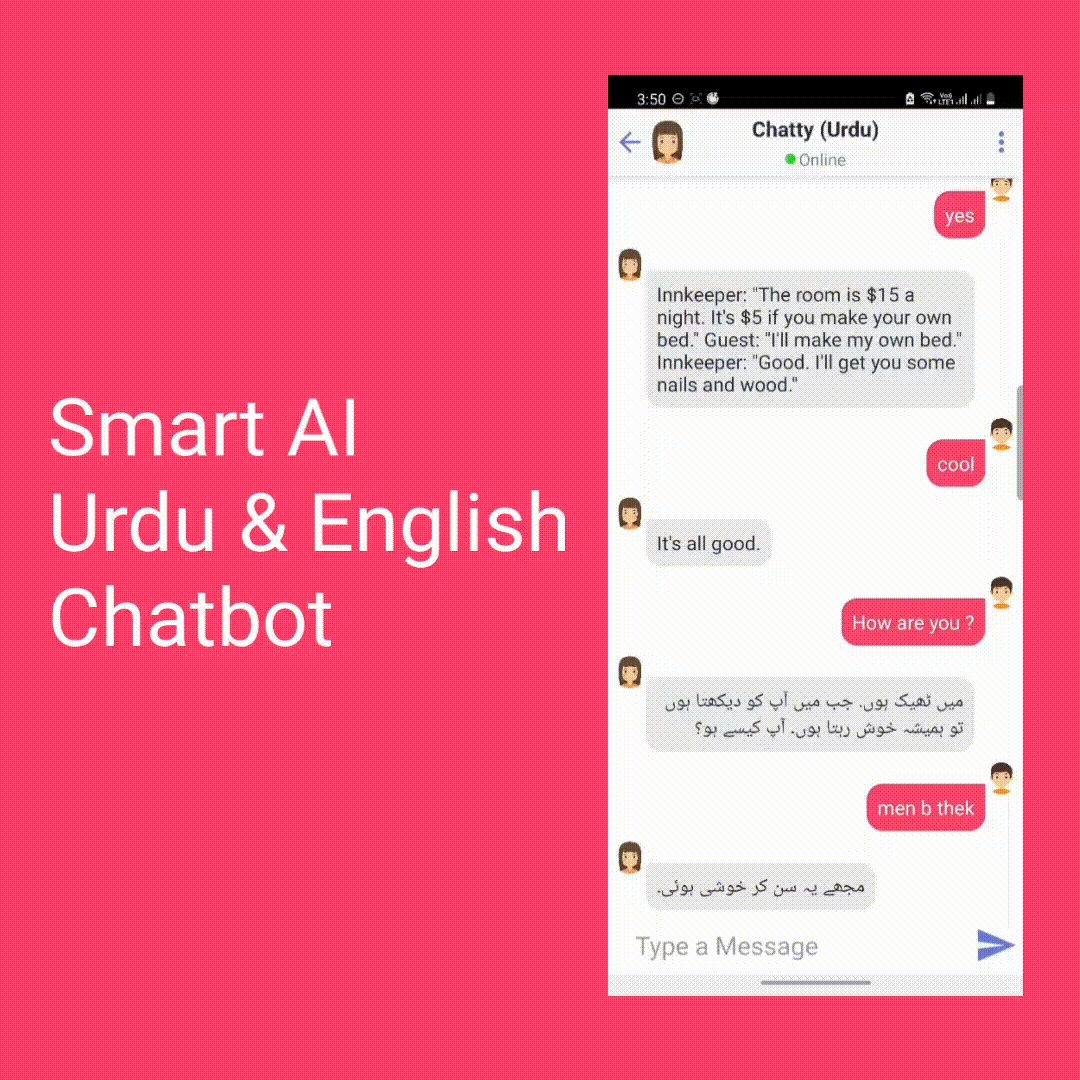 Smart AI
Urdu & English
Chatbot
3:50
Chatty (Urdu)
Online
yes
Innkeeper: "The room is $15 a
night. It's $5 if you make your own
bed." Guest: "I'll make my own bed."
Innkeeper: "Good. I'll get you some
nails and wood."
cool
It's all good.
How are you ?
میں ٹھیک ہوں. جب میں آپ کو دیکھتا ہوں
تو ہمیشہ خوش رہتا ہوں۔ آپ کیسے ہو؟
men b thek
مجھے یہ سن کر خوشی ہوئی.
Type a Message